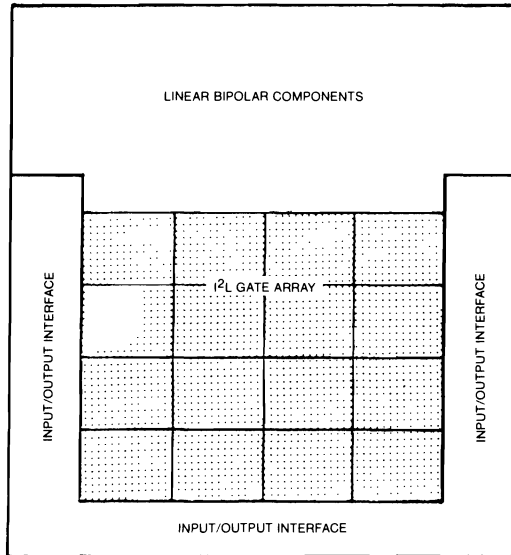 LINEAR BIPOLAR COMPONENTS
I²L GATE ARRAY
INPUT/OUTPUT INTERFACE
INPUT/OUTPUT INTERFACE
INPUT/OUTPUT INTERFACE